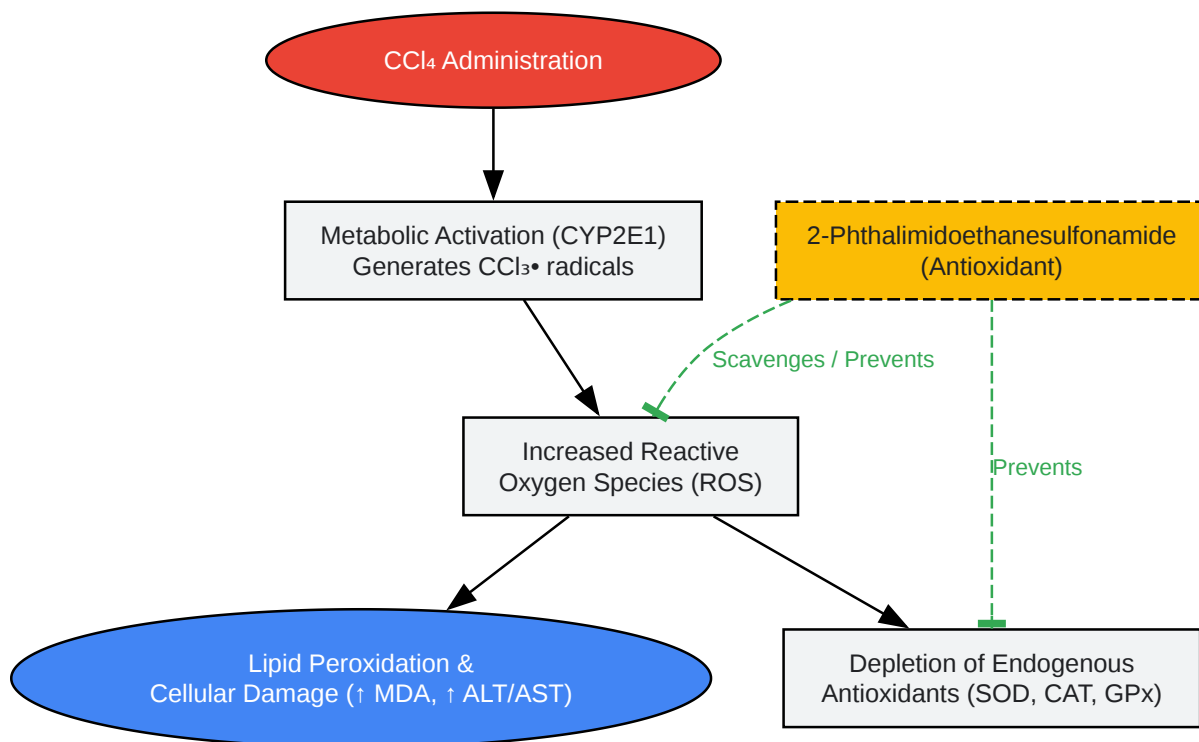 CCl₄ Administration
Metabolic Activation (CYP2E1)
Generates CCl₃• radicals
2-Phthalimidoethanesulfonamide
(Antioxidant)
Scavenges / Prevents
Increased Reactive
Oxygen Species (ROS)
Prevents
Lipid Peroxidation &
Cellular Damage (↑ MDA, ↑ ALT/AST)
Depletion of Endogenous
Antioxidants (SOD, CAT, GPx)